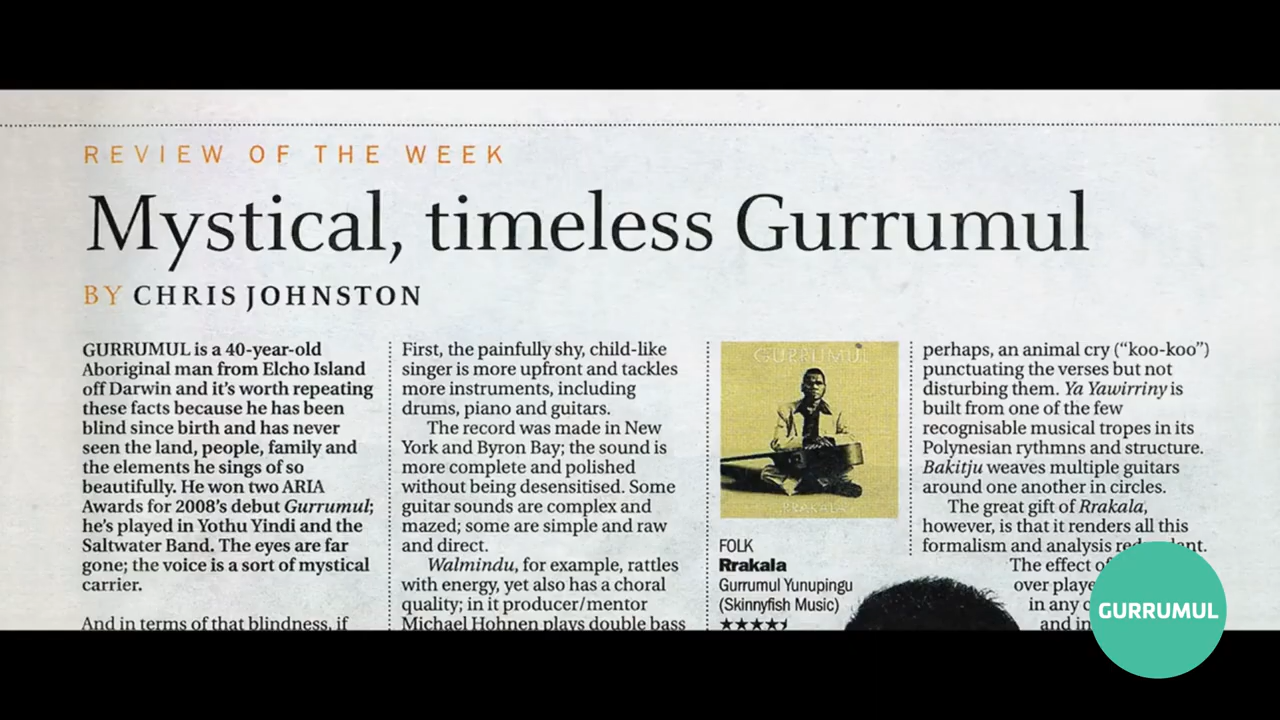 REVIEW OF THE WEEK
Mystical, timeless Gurrumul
BY CHRIS JOHNSTON
GURRUMUL is a 40-year-old
Aboriginal man from Elcho Island
off Darwin and it's worth repeating
these facts because he has been
blind since birth and has never
seen the land, people, family and
the elements he sings of so
beautifully. He won two ARIA
Awards for 2008's debut Gurrumul;
he's played in Yothu Yindi and the
Saltwater Band. The eyes are far
gone; the voice is a sort of mystical
carrier.
And in terms of that blindness, if
First, the painfully shy, child-like
singer is more upfront and tackles
more instruments, including
drums, piano and guitars.
The record was made in New
York and Byron Bay; the sound is
more complete and polished
without being desensitised. Some
guitar sounds are complex and
mazed; some are simple and raw
and direct.
Walmindu, for example, rattles
with energy, yet also has a choral
quality; in it producer/mentor
Michael Hohnen plays double bass
GURRUMUL
RRAKALA
FOLK
Rrakala
Gurrumul Yunupingu
(Skinnyfish Music)
perhaps, an animal cry ("koo-koo")
punctuating the verses but not
disturbing them. Ya Yawirriny is
built from one of the few
recognisable musical tropes in its
Polynesian rythmns and structure.
Bakitju weaves multiple guitars
around one another in circles.
The great gift of Rrakala,
however, is that it renders all this
formalism and analysis
The effect of
over
in any
and in
GURRUMUL